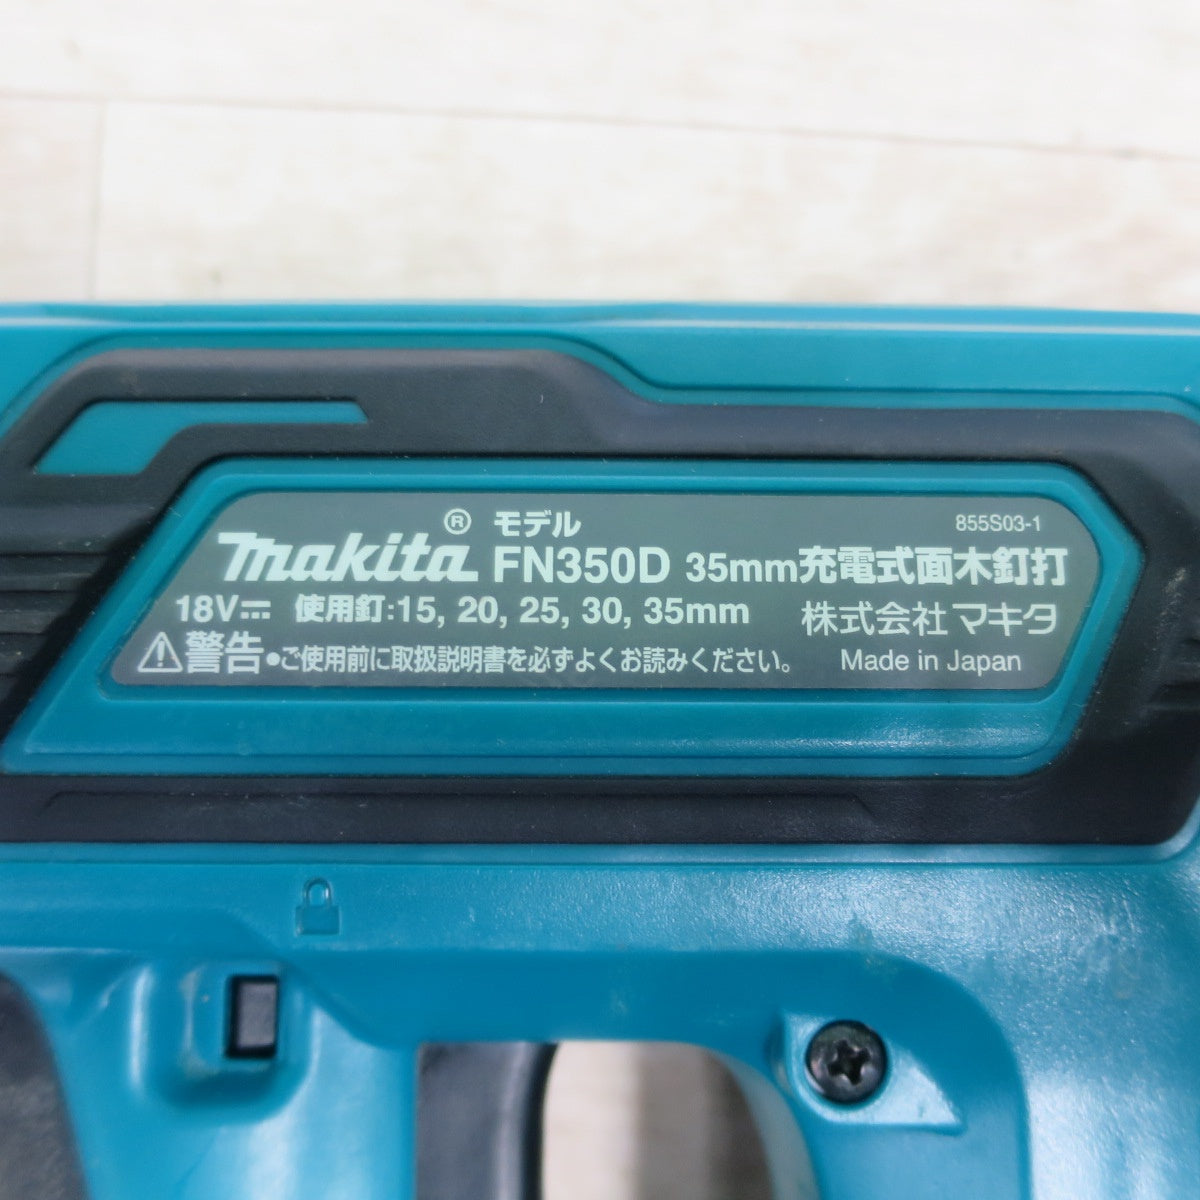 makita® モデル FN350D 35mm充電式面木釘打 855S03-1
18V⎓ 使用釘:15, 20, 25, 30, 35mm 株式会社マキタ
⚠警告●ご使用前に取扱説明書を必ずよくお読みください。 Made in Japan